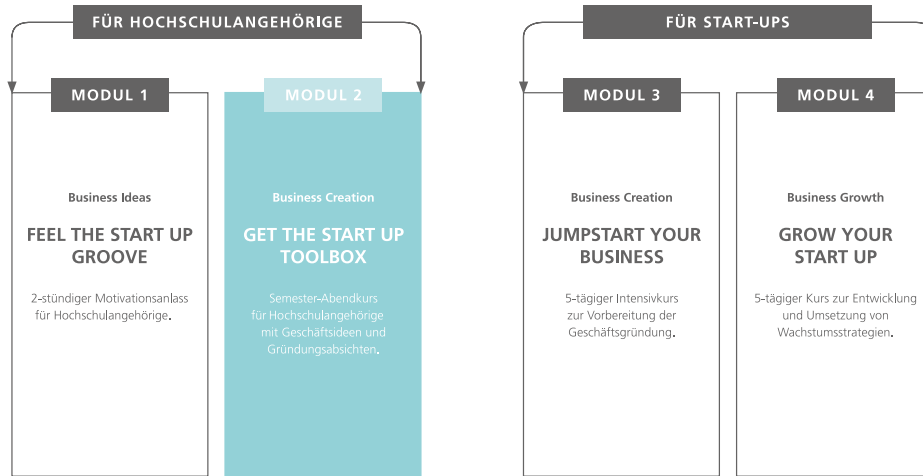 FÜR HOCHSCHULANGEHÖRIGE
FÜR START-UPS
MODUL 1
Business Ideas
FEEL THE START UP
GROOVE
2-stündiger Motivationsanlass
für Hochschulangehörige.
MODUL 2
Business Creation
GET THE START UP
TOOLBOX
Semester-Abendkurs
für Hochschulangehörige
mit Geschäftsideen und
Gründungsabsichten.
MODUL 3
Business Creation
JUMPSTART YOUR
BUSINESS
5-tägiger Intensivkurs
zur Vorbereitung der
Geschäftsgründung.
MODUL 4
Business Growth
GROW YOUR
START UP
5-tägiger Kurs zur Entwicklung
und Umsetzung von
Wachstumsstrategien.